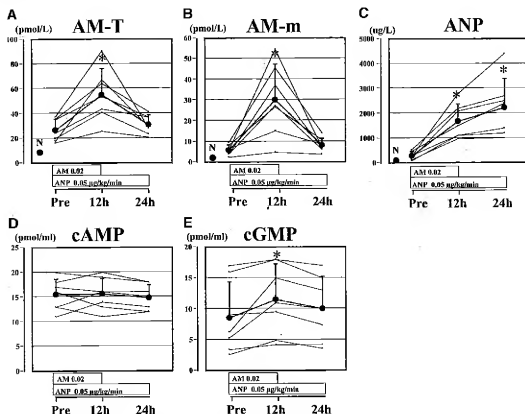 A AM-T
(pmol/L)
100
80
60
40
20
0
N
*
AM 0.02
ANP 0.05 µg/kg/min
Pre 12h 24h
B AM-m
(pmol/L)
60
50
40
30
20
10
0
N
*
AM 0.02
ANP 0.05 µg/kg/min
Pre 12h 24h
C ANP
(ug/L)
5000
4000
3000
2000
1000
0
N
* *
AM 0.02
ANP 0.05 µg/kg/min
Pre 12h 24h
D cAMP
(pmol/ml)
25
20
15
10
5
0
AM 0.02
ANP 0.05 µg/kg/min
Pre 12h 24h
E cGMP
(pmol/ml)
20
15
10
5
0
*
AM 0.02
ANP 0.05 µg/kg/min
Pre 12h 24h